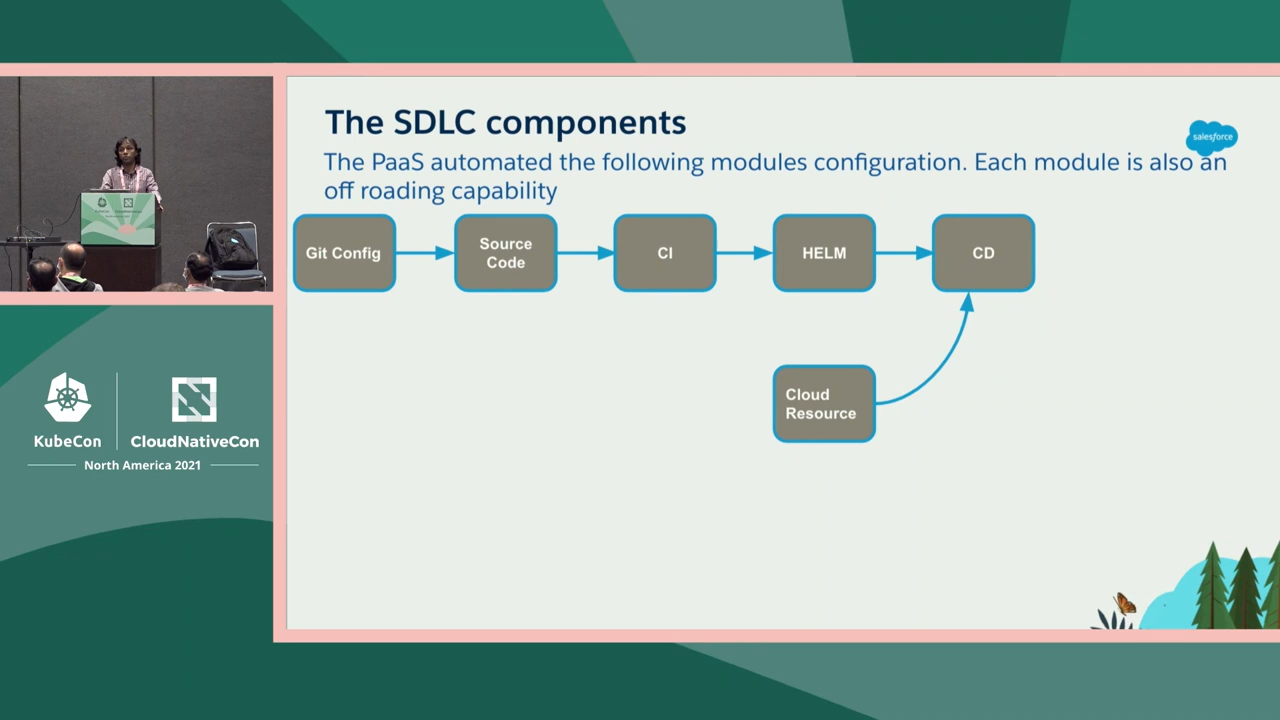 The SDLC components
salesforce
The PaaS automated the following modules configuration. Each module is also an
off roading capability
Git Config
Source
Code
CI
HELM
CD
Cloud
Resource
KubeCon
CloudNativeCon
North America 2021